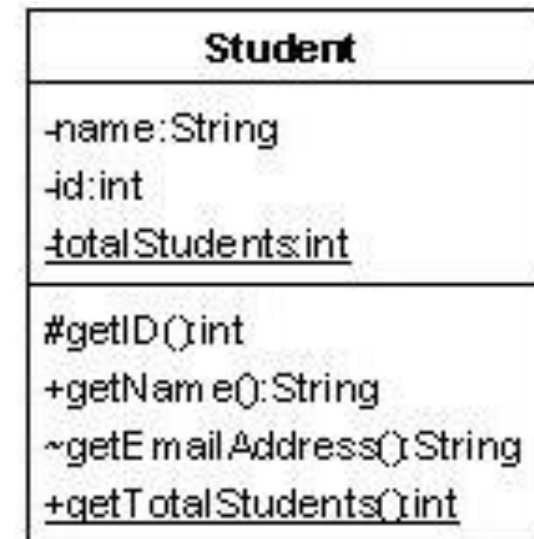 Student
-name:String
-id:int
-totalStudents:int
#getID():int
+getName():String
~getEmailAddress():String
+getTotalStudents():int